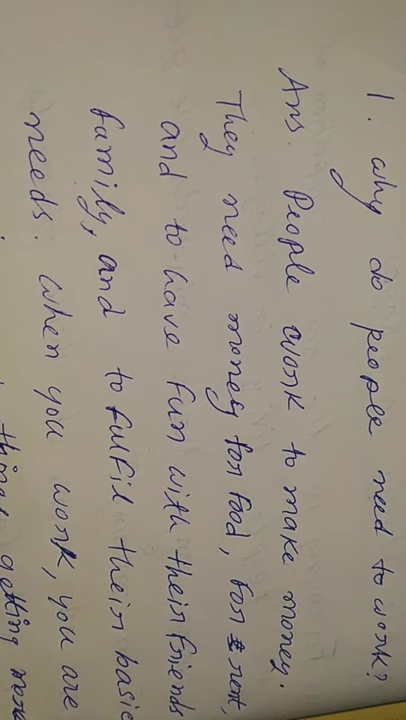 1. Why do people need to work?
Ans. People work to make money.
They need money for food, for rent,
and to have fun with their friends
family, and to fulfil their basic
needs. When you work, you are
things getting